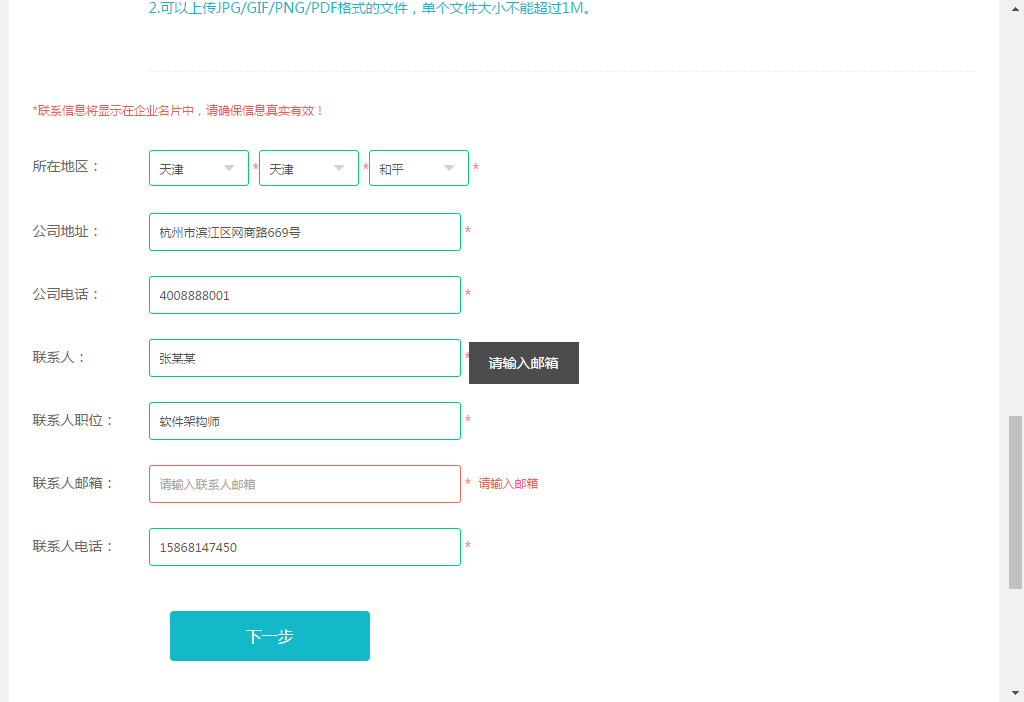 2.可以上传JPG/GIF/PNG/PDF格式的文件，单个文件大小不能超过1M。
*联系信息将显示在企业名片中，请确保信息真实有效！
所在地区： 天津 * 天津 * 和平 *
公司地址： 杭州市滨江区网商路669号 *
公司电话： 4008888001 *
联系人： 张某某 * 请输入邮箱
联系人职位： 软件架构师 *
联系人邮箱： 请输入联系人邮箱 * 请输入邮箱
联系人电话： 15868147450 *
下一步